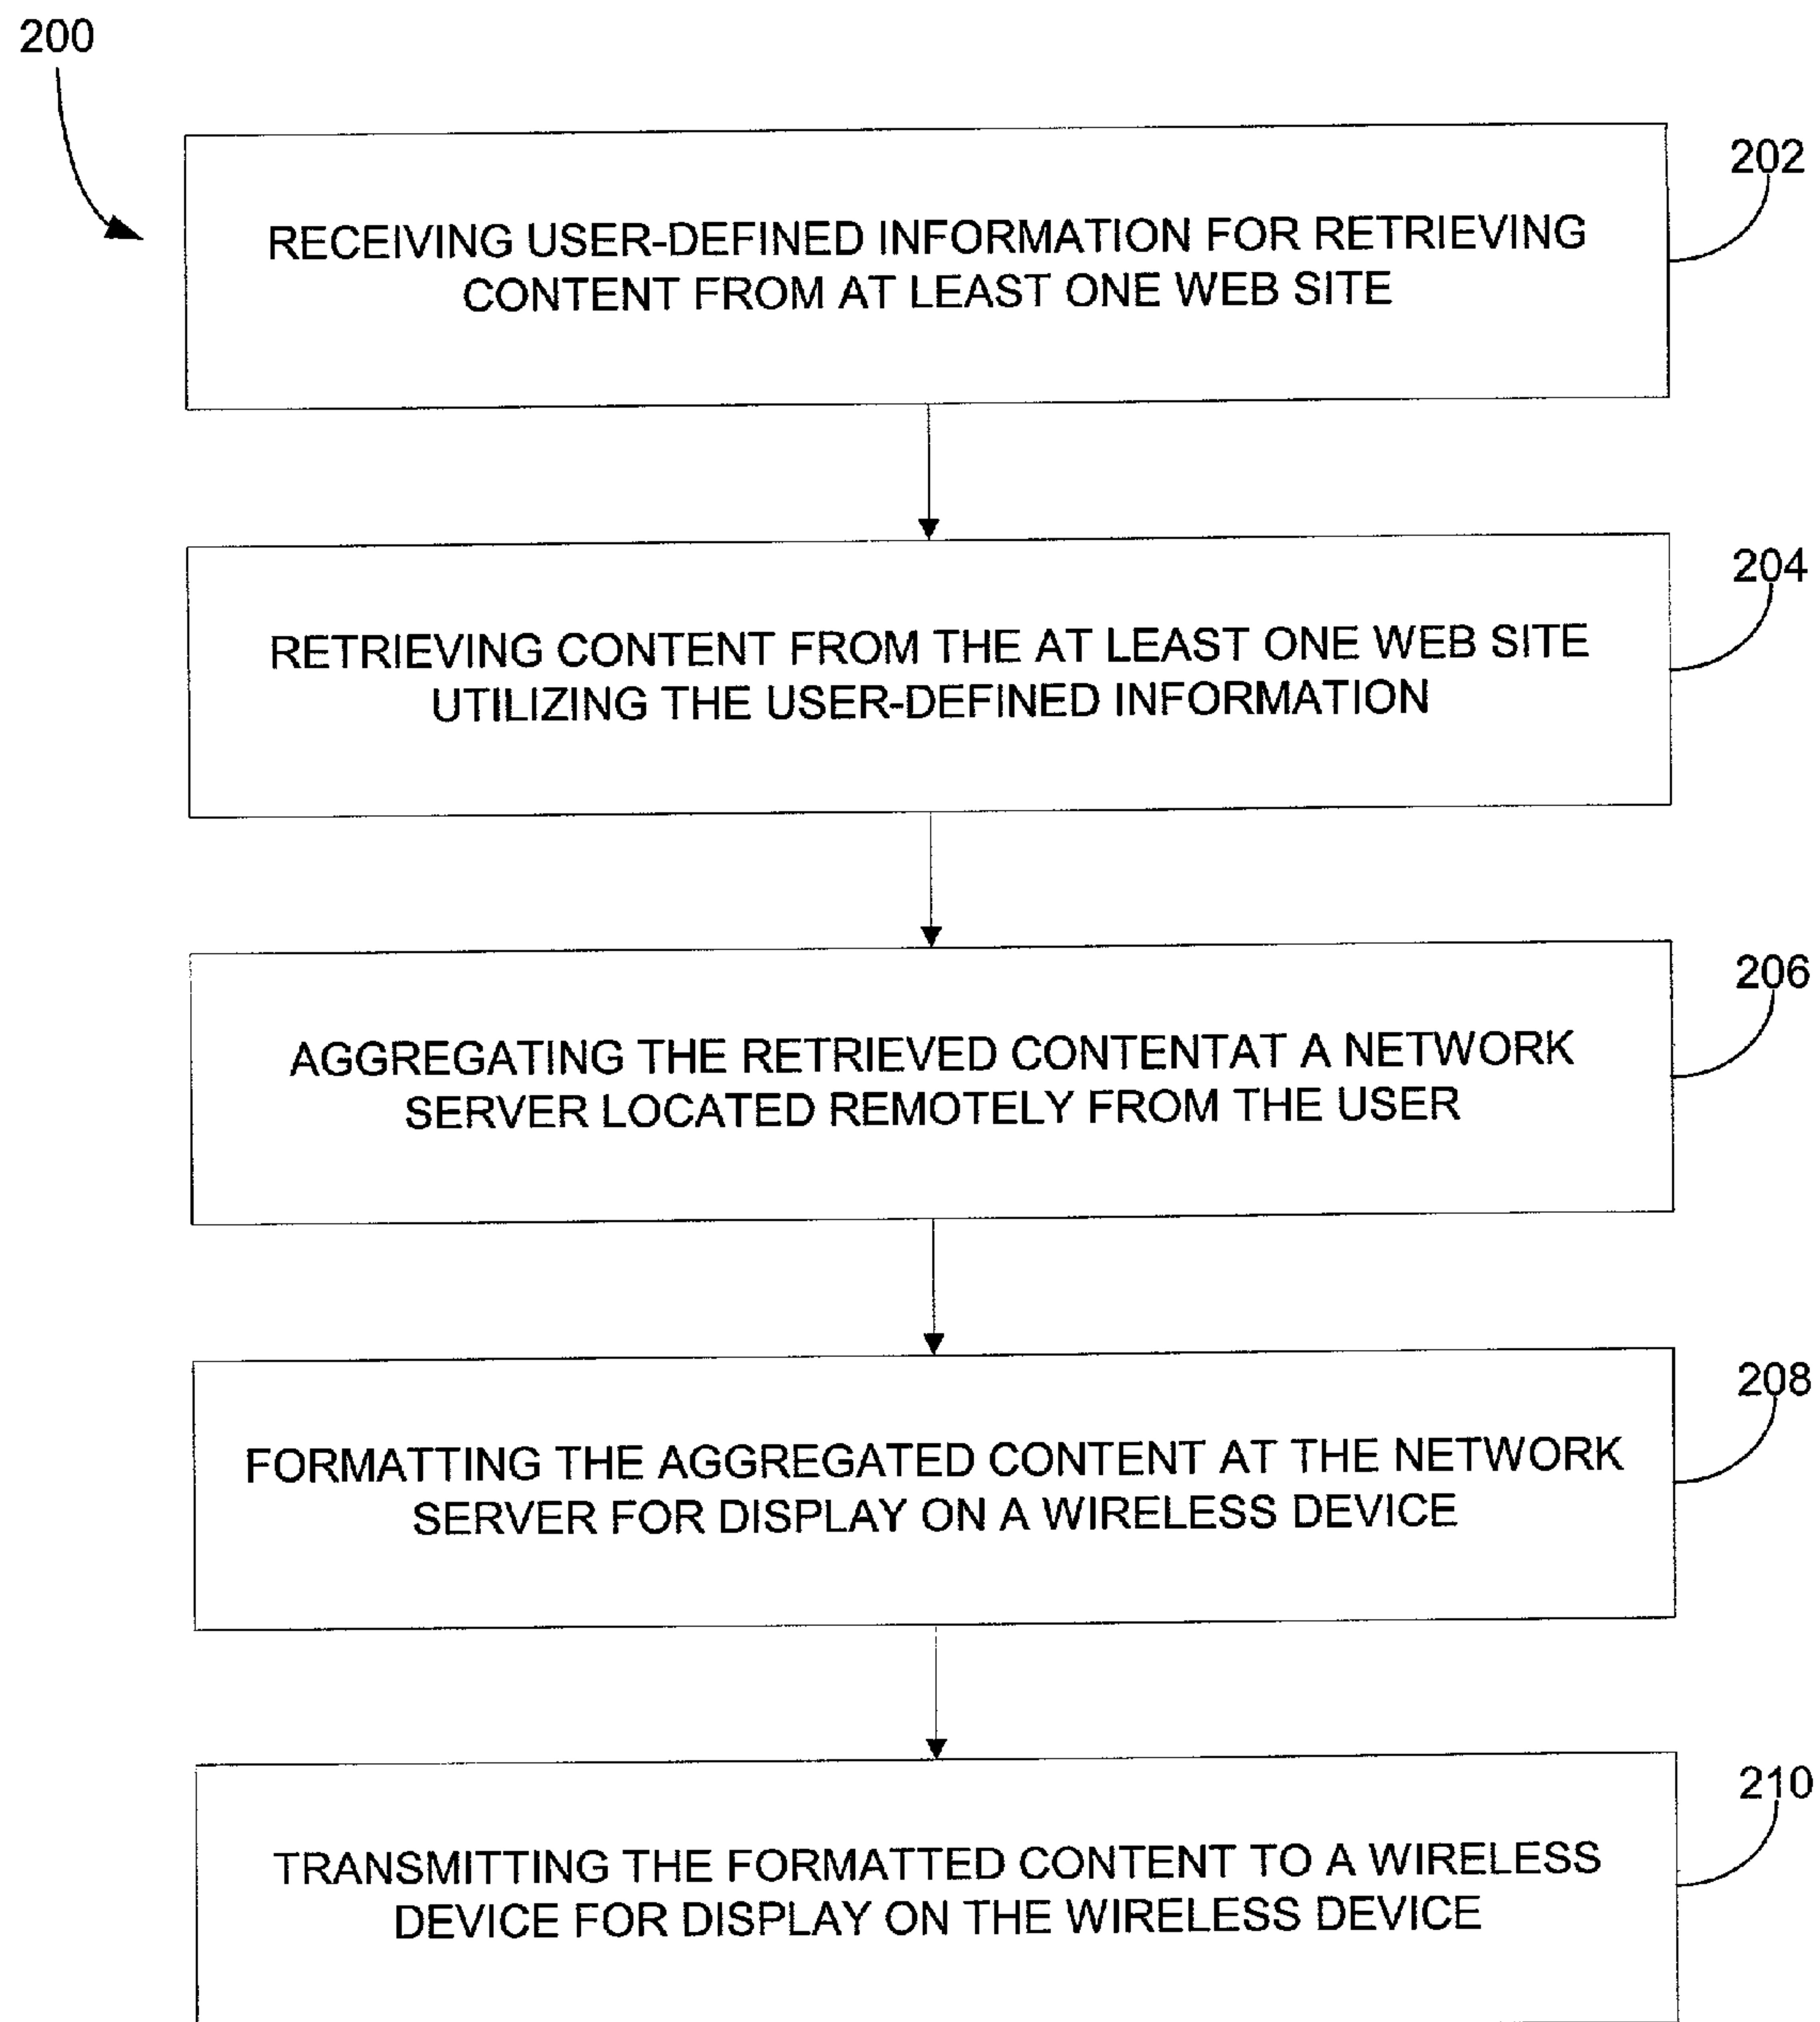 200
202
RECEIVING USER-DEFINED INFORMATION FOR RETRIEVING
CONTENT FROM AT LEAST ONE WEB SITE
204
RETRIEVING CONTENT FROM THE AT LEAST ONE WEB SITE
UTILIZING THE USER-DEFINED INFORMATION
206
AGGREGATING THE RETRIEVED CONTENTAT A NETWORK
SERVER LOCATED REMOTELY FROM THE USER
208
FORMATTING THE AGGREGATED CONTENT AT THE NETWORK
SERVER FOR DISPLAY ON A WIRELESS DEVICE
210
TRANSMITTING THE FORMATTED CONTENT TO A WIRELESS
DEVICE FOR DISPLAY ON THE WIRELESS DEVICE